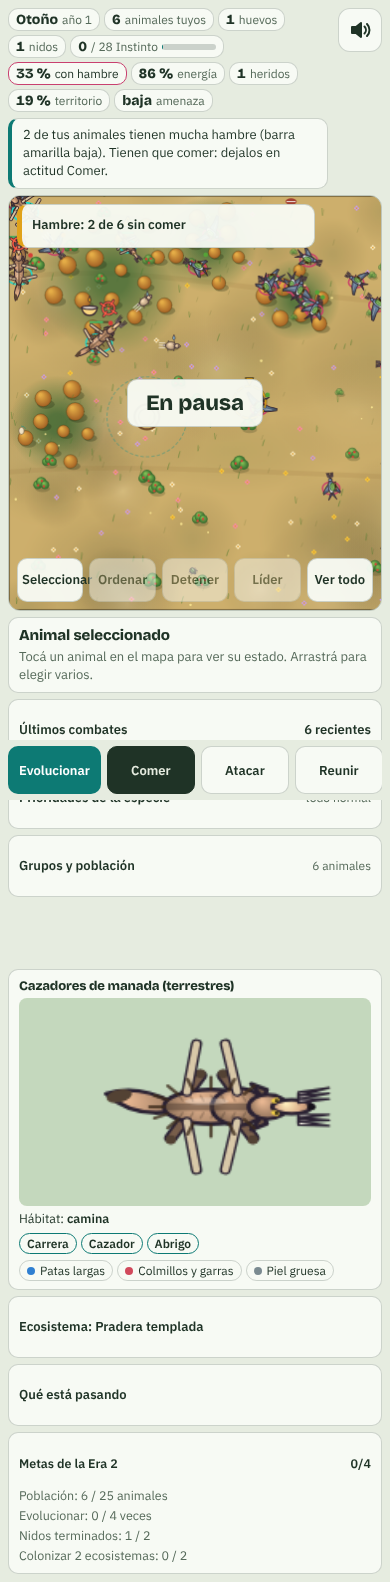 Otoño año 1
6 animales tuyos
1 huevos
1 nidos
0 / 28 Instinto
33 % con hambre
86 % energía
1 heridos
19 % territorio
baja amenaza
2 de tus animales tienen mucha hambre (barra
amarilla baja). Tienen que comer: dejalos en
actitud Comer.
Hambre: 2 de 6 sin comer
En pausa
Seleccionar
Ordenar
Detener
Líder
Ver todo
Animal seleccionado
Tocá un animal en el mapa para ver su estado. Arrastrá para
elegir varios.
Últimos combates
6 recientes
Evolucionar
Comer
Atacar
Reunir
Prioridades de la especie
todo normal
Grupos y población
6 animales
Cazadores de manada (terrestres)
Hábitat: camina
Carrera
Cazador
Abrigo
Patas largas
Colmillos y garras
Piel gruesa
Ecosistema: Pradera templada
Qué está pasando
Metas de la Era 2
0/4
Población: 6 / 25 animales
Evolucionar: 0 / 4 veces
Nidos terminados: 1 / 2
Colonizar 2 ecosistemas: 0 / 2